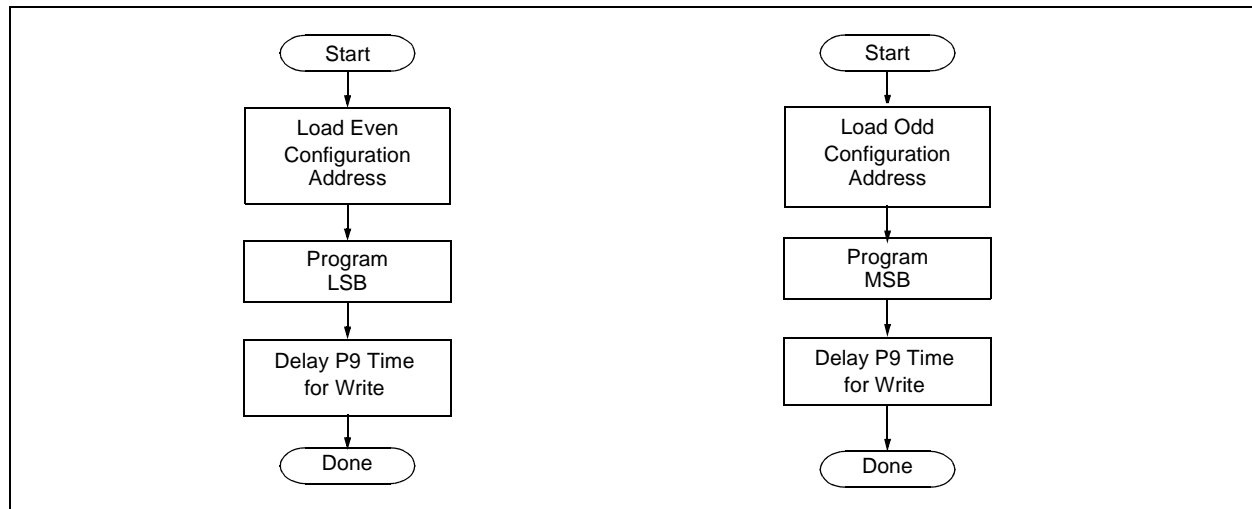 Start
Load Even
Configuration
Address
Program
LSB
Delay P9 Time
for Write
Done
Start
Load Odd
Configuration
Address
Program
MSB
Delay P9 Time
for Write
Done